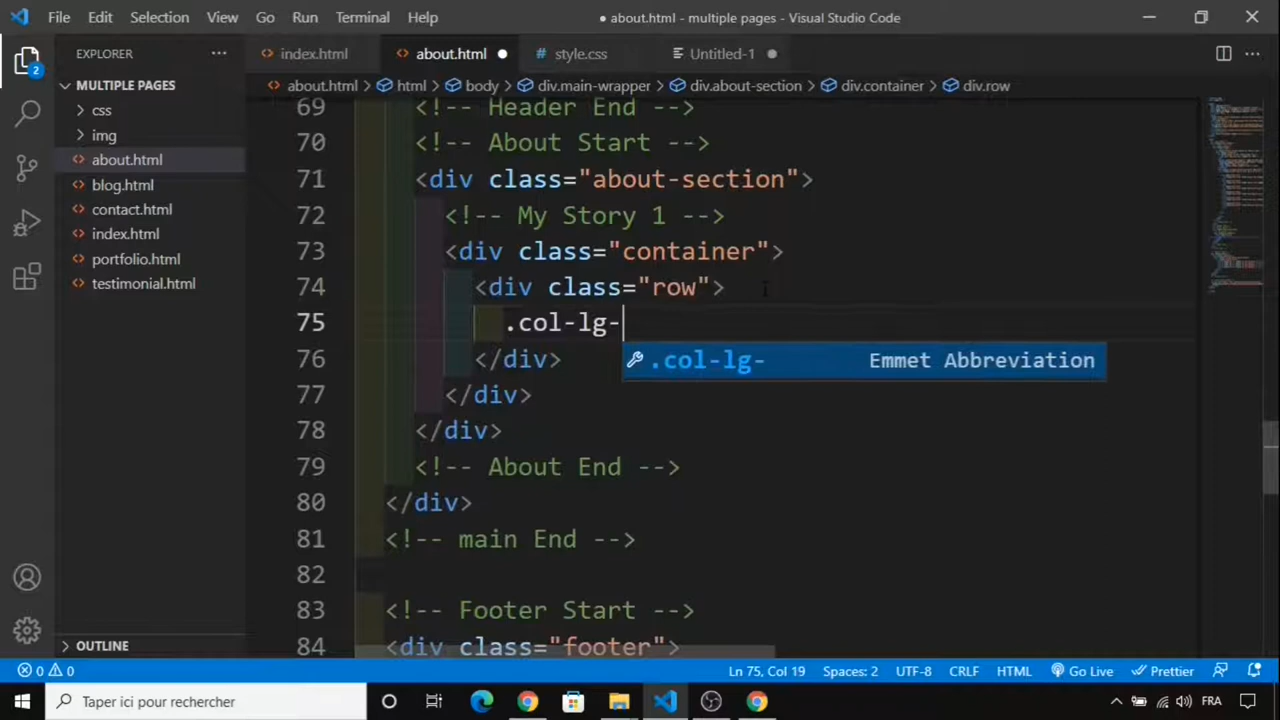 File Edit Selection View Go Run Terminal Help ● about.html - multiple pages - Visual Studio Code
EXPLORER ···
index.html
about.html
# style.css
Untitled-1
MULTIPLE PAGES
css
img
about.html
blog.html
contact.html
index.html
portfolio.html
testimonial.html
OUTLINE
2
about.html > html > body > div.main-wrapper > div.about-section > div.container > div.row
69 <!-- Header End -->
70 <!-- About Start -->
71 <div class="about-section">
72 <!-- My Story 1 -->
73 <div class="container">
74 <div class="row">
75 .col-lg-
.col-lg- Emmet Abbreviation
76 </div>
77 </div>
78 </div>
79 <!-- About End -->
80 </div>
81 <!-- main End -->
82
83 <!-- Footer Start -->
84 <div class="footer">
0 0 Ln 75, Col 19 Spaces: 2 UTF-8 CRLF HTML Go Live Prettier
Taper ici pour rechercher FRA